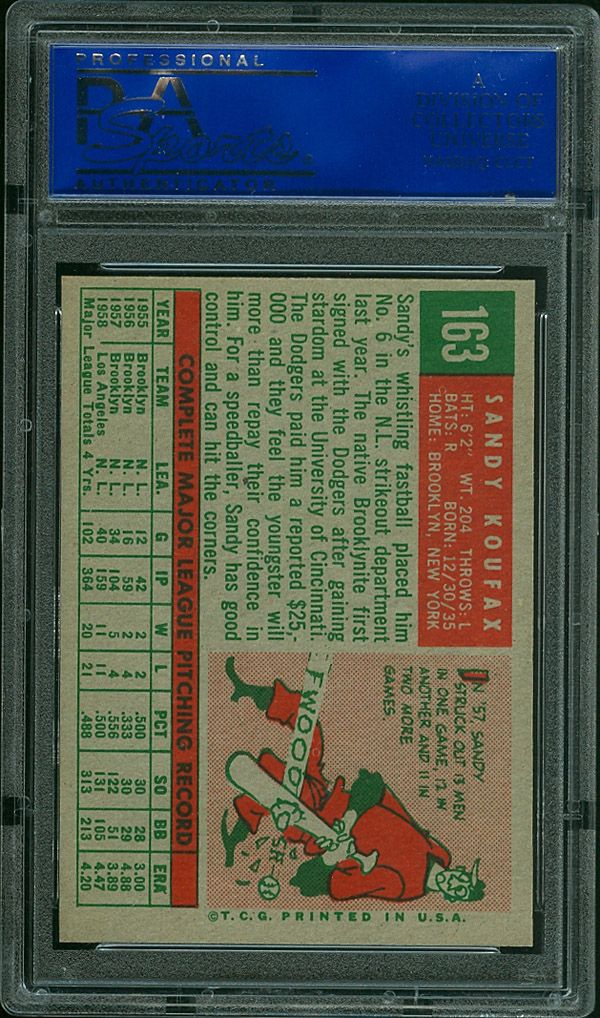 PROFESSIONAL
PSA
Sports
AUTHENTICATOR
A
DIVISION OF
COLLECTORS
UNIVERSE
NASDAQ: CLCT
163
SANDY KOUFAX
HT: 6'2" WT. 204 THROWS: L
BATS: R BORN: 12/30/35
HOME: BROOKLYN, NEW YORK
Sandy's whistling fastball placed him
No. 6 in the N.L. strikeout department
last year. The native Brooklynite first
signed with the Dodgers after gaining
stardom at the University of Cincinnati.
The Dodgers paid him a reported $25,-
000 and they feel the youngster will
more than repay their confidence in
him. For a speedballer, Sandy has good
control and can hit the corners.
IN '57, SANDY
STRUCK OUT 13 MEN
IN ONE GAME, 12 IN
ANOTHER AND 11 IN
TWO MORE
GAMES.
FWOOO
COMPLETE MAJOR LEAGUE PITCHING RECORD
YEAR TEAM LEA. G IP W L PCT SO BB ERA
1955 Brooklyn N. L. 12 42 2 2 .500 30 28 3.00
1956 Brooklyn N. L. 16 59 2 4 .333 30 29 4.88
1957 Brooklyn N. L. 34 104 5 4 .556 122 51 3.89
1958 Los Angeles N. L. 40 159 11 11 .500 131 105 4.47
Major League Totals 4 Yrs. 102 364 20 21 .488 313 213 4.20
©T.C.G. PRINTED IN U.S.A.